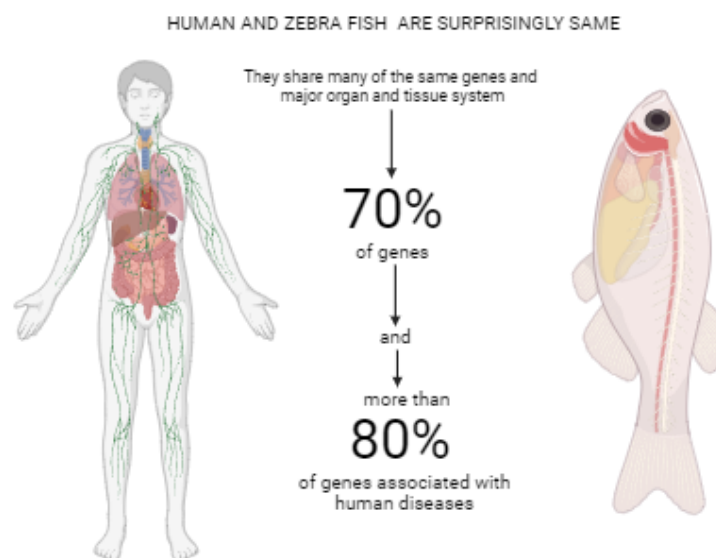 HUMAN AND ZEBRA FISH ARE SURPRISINGLY SAME
They share many of the same genes and
major organ and tissue system
70%
of genes
and
more than
80%
of genes associated with
human diseases